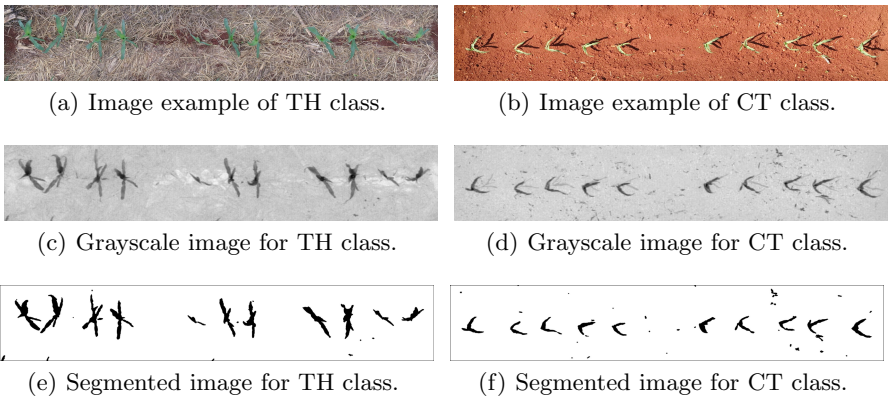 (a) Image example of TH class.
(b) Image example of CT class.
(c) Grayscale image for TH class.
(d) Grayscale image for CT class.
(e) Segmented image for TH class.
(f) Segmented image for CT class.